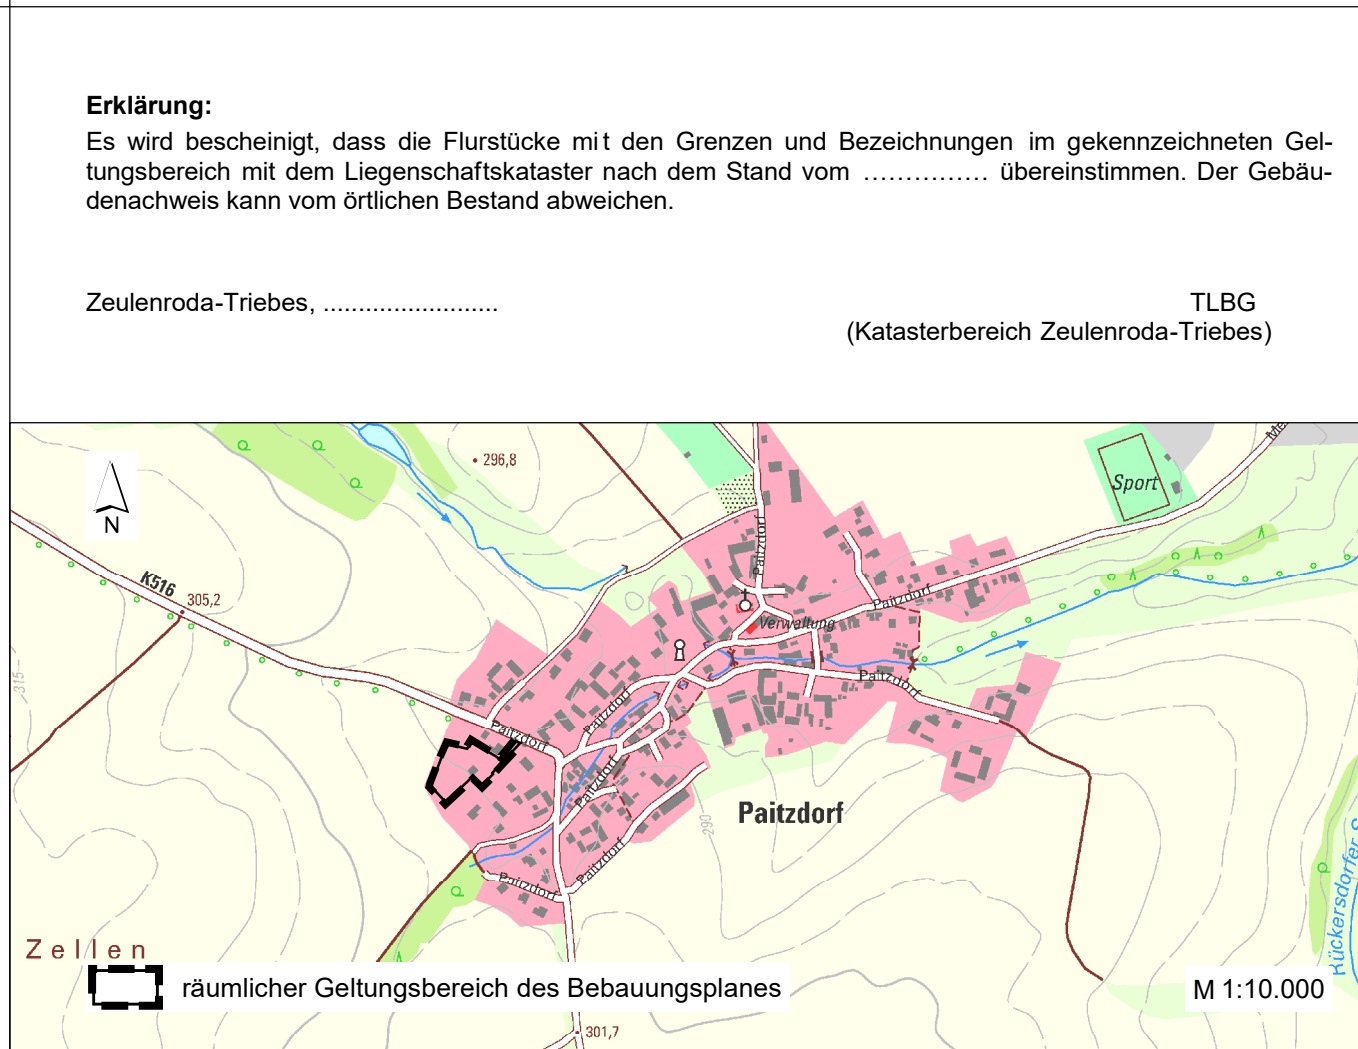 Erklärung:
Es wird bescheinigt, dass die Flurstücke mit den Grenzen und Bezeichnungen im gekennzeichneten Gel-
tungsbereich mit dem Liegenschaftskataster nach dem Stand vom ............... übereinstimmen. Der Gebäu-
denachweis kann vom örtlichen Bestand abweichen.
Zeulenroda-Triebes, .........................
TLBG
(Katasterbereich Zeulenroda-Triebes)
296,8
Sport
N
K516
305,2
Paitzdorf
Paitzdorf
Verwaltung
315
Paitzdorf
Paitzdorf
Paitzdorf
Paitzdorf
290
Paitzdorf
Paitzdorf
Paitzdorf
Rückersdorfer
Zellen
räumlicher Geltungsbereich des Bebauungsplanes
M 1:10.000
301,7